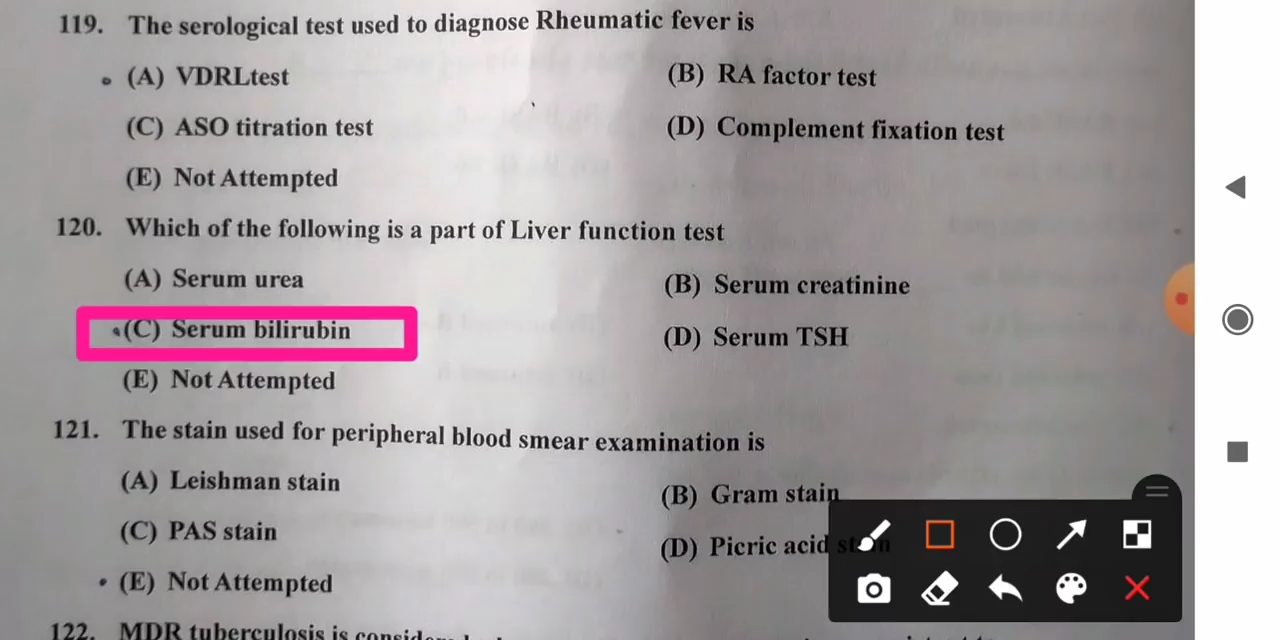 119. The serological test used to diagnose Rheumatic fever is
(A) VDRLtest (B) RA factor test
(C) ASO titration test (D) Complement fixation test
(E) Not Attempted
120. Which of the following is a part of Liver function test
(A) Serum urea (B) Serum creatinine
(C) Serum bilirubin (D) Serum TSH
(E) Not Attempted
121. The stain used for peripheral blood smear examination is
(A) Leishman stain (B) Gram stain
(C) PAS stain (D) Picric acid
(E) Not Attempted
122. MDR tuberculosis is